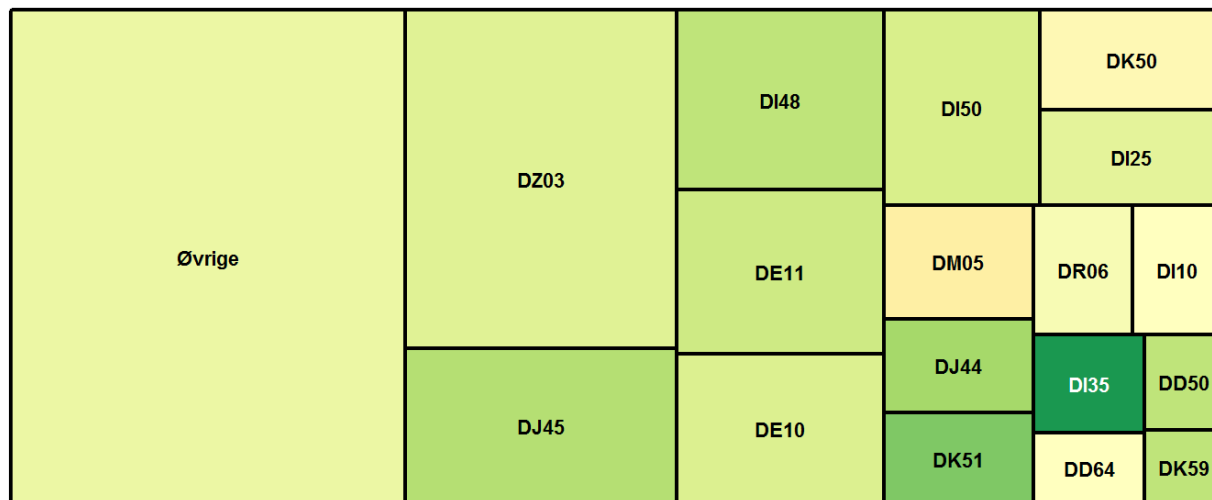 Øvrige
DZ03
DJ45
DI48
DE11
DE10
DI50
DK50
DI25
DM05
DR06
DI10
DJ44
DI35
DD50
DK51
DD64
DK59